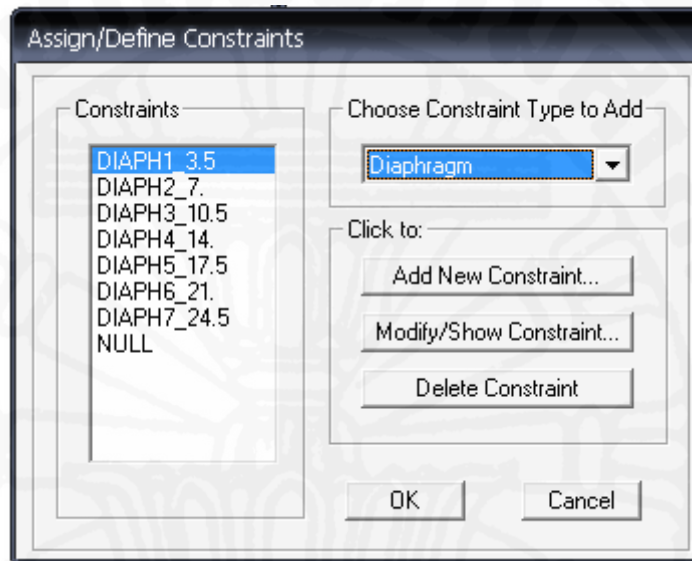 Assign/Define Constraints
Constraints
DIAPH1_3.5
DIAPH2_7.
DIAPH3_10.5
DIAPH4_14.
DIAPH5_17.5
DIAPH6_21.
DIAPH7_24.5
NULL
Choose Constraint Type to Add
Diaphragm
Click to:
Add New Constraint...
Modify/Show Constraint...
Delete Constraint
OK
Cancel